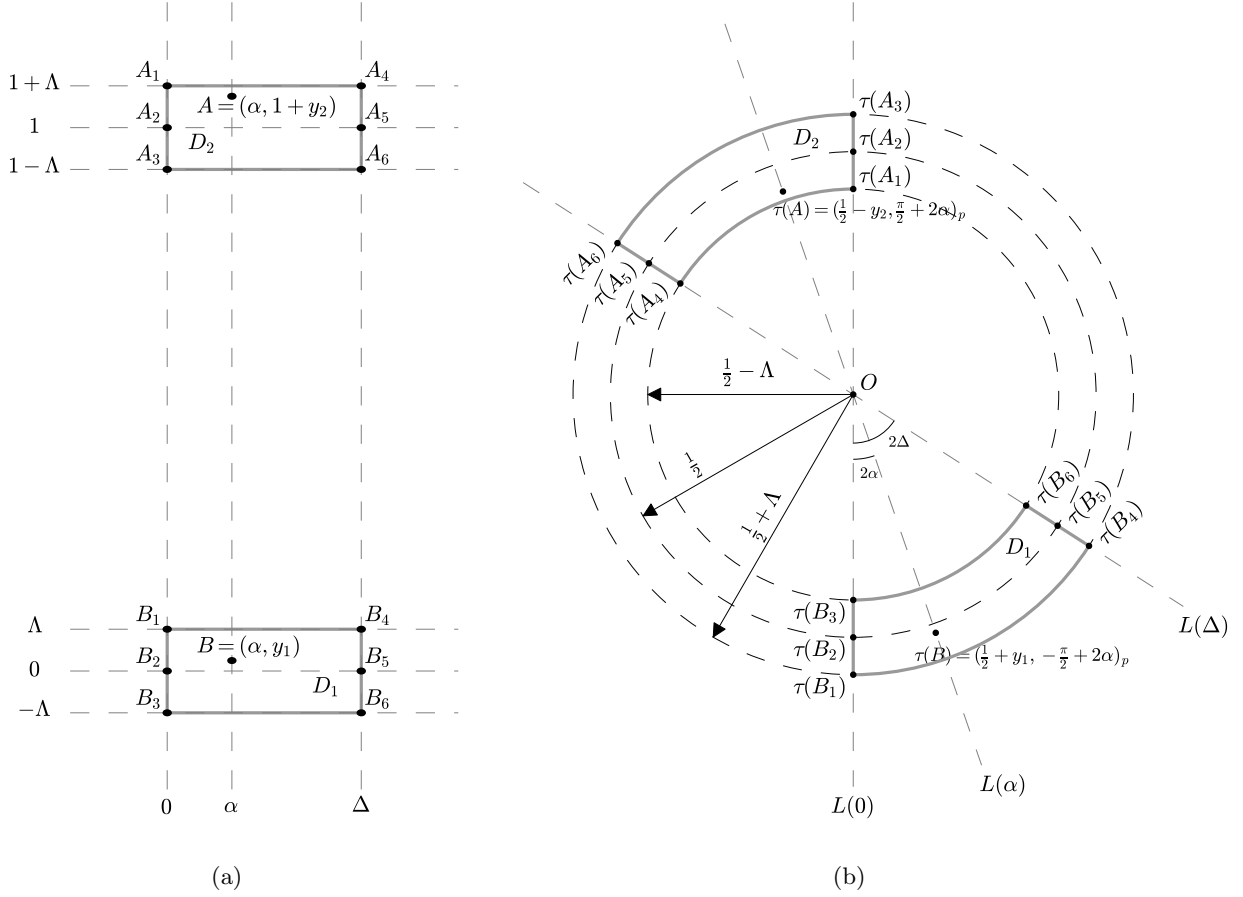 1 + Λ
1
1 − Λ
A₁
A₄
A = (α, 1 + y₂)
A₂
A₅
D₂
A₃
A₆
Λ
0
−Λ
B₁
B₄
B = (α, y₁)
B₂
B₅
D₁
B₃
B₆
0
α
Δ
(a)
τ(A₃)
D₂
τ(A₂)
τ(A₁)
τ(A) = (1/2 − y₂, π/2 + 2α)ₚ
τ(A₆)
τ(A₅)
τ(A₄)
O
1/2 − Λ
1/2
1/2 + Λ
2Δ
2α
τ(B₆)
τ(B₅)
τ(B₄)
D₁
τ(B₃)
τ(B₂)
τ(B₁)
τ(B) = (1/2 + y₁, −π/2 + 2α)ₚ
L(Δ)
L(α)
L(0)
(b)